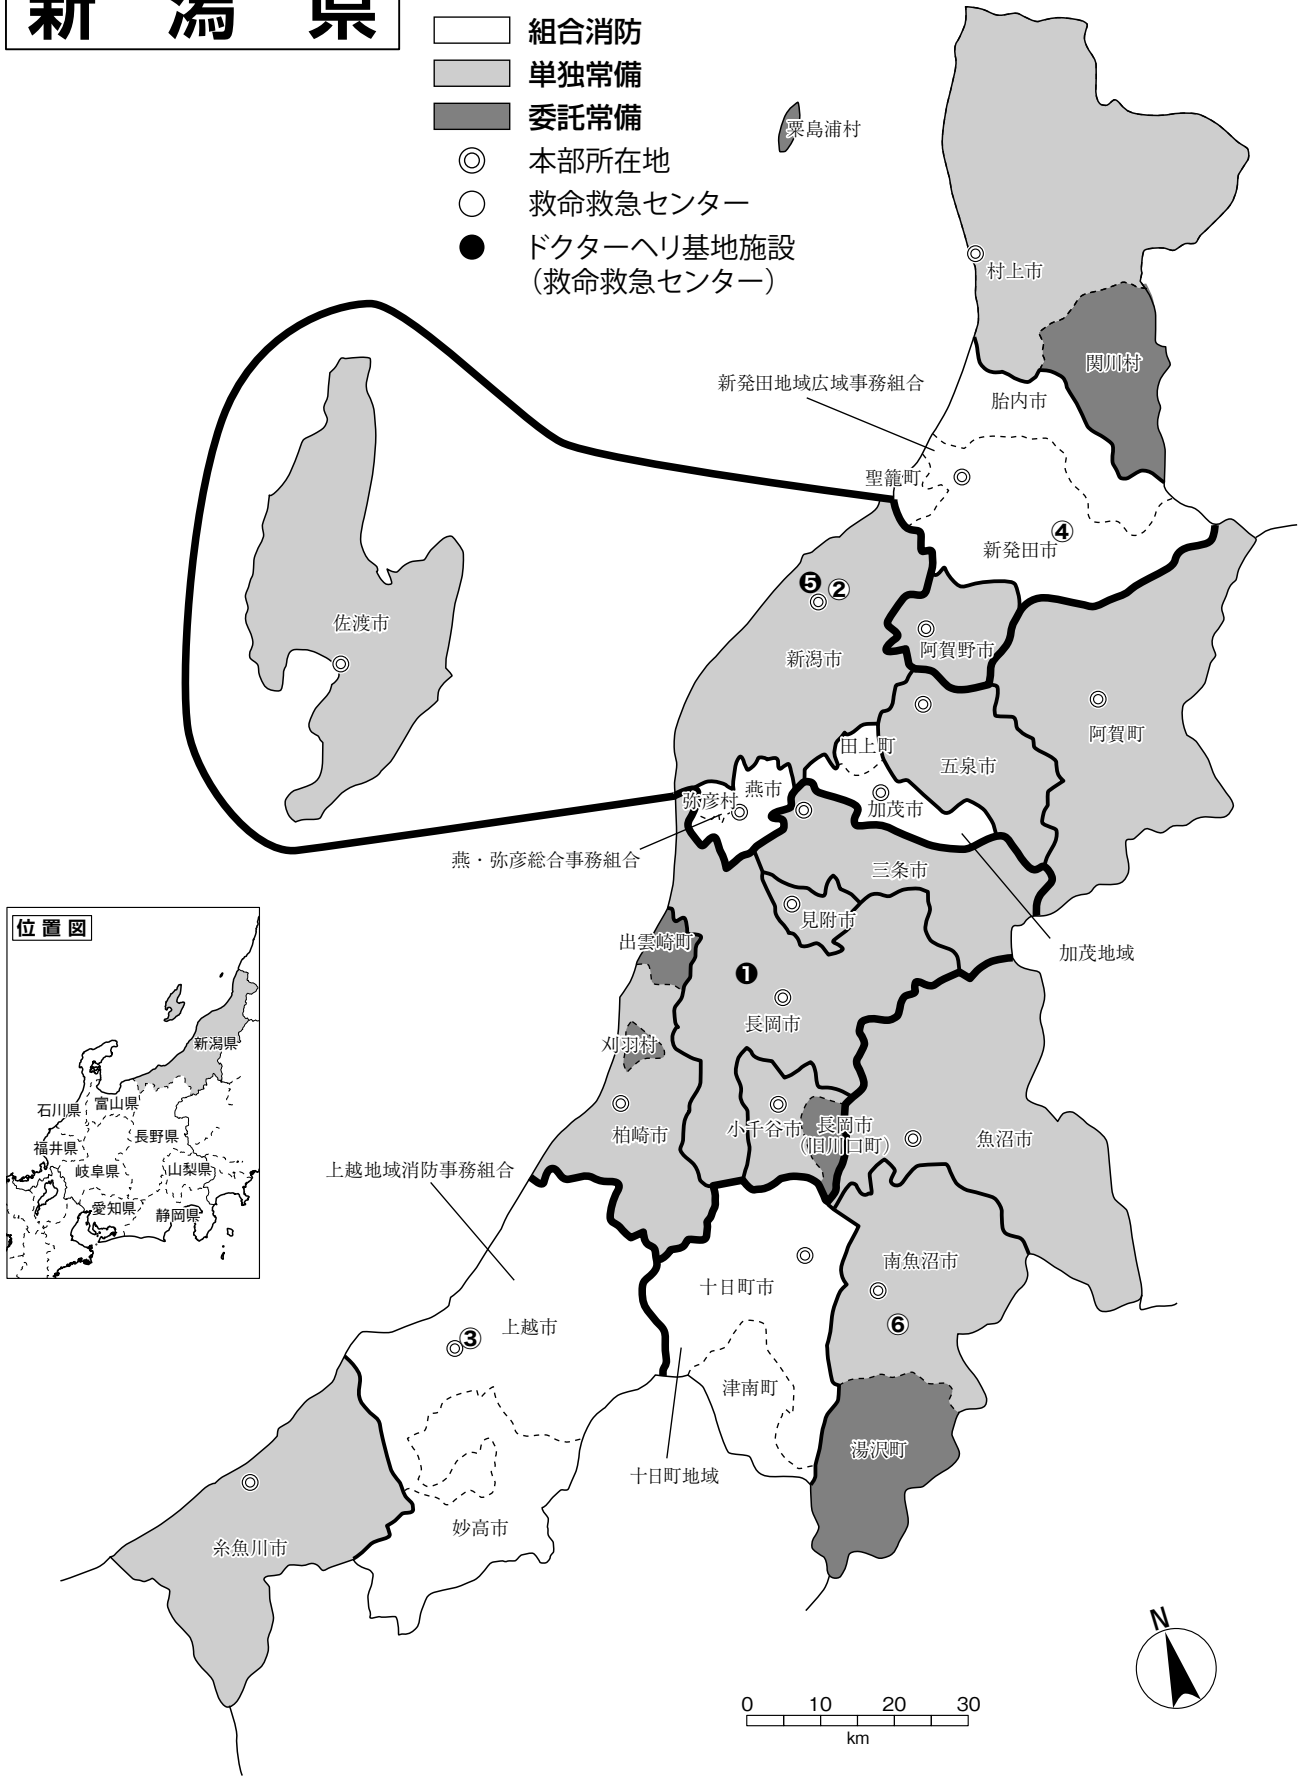 新潟県
組合消防
単独常備
委託常備
本部所在地
救命救急センター
ドクターヘリ基地施設
（救命救急センター）
粟島浦村
村上市
関川村
新発田地域広域事務組合
胎内市
聖籠町
④
新発田市
⑤ ②
佐渡市
阿賀野市
新潟市
阿賀町
田上町
五泉市
燕市
弥彦村
加茂市
燕・弥彦総合事務組合
三条市
見附市
出雲崎町
加茂地域
❶
長岡市
刈羽村
小千谷市
長岡市
（旧川口町）
柏崎市
魚沼市
上越地域消防事務組合
南魚沼市
十日町市
⑥
上越市
③
津南町
湯沢町
十日町地域
妙高市
糸魚川市
位置図
新潟県
石川県
富山県
長野県
福井県
岐阜県
山梨県
愛知県
静岡県
N
0 10 20 30
km